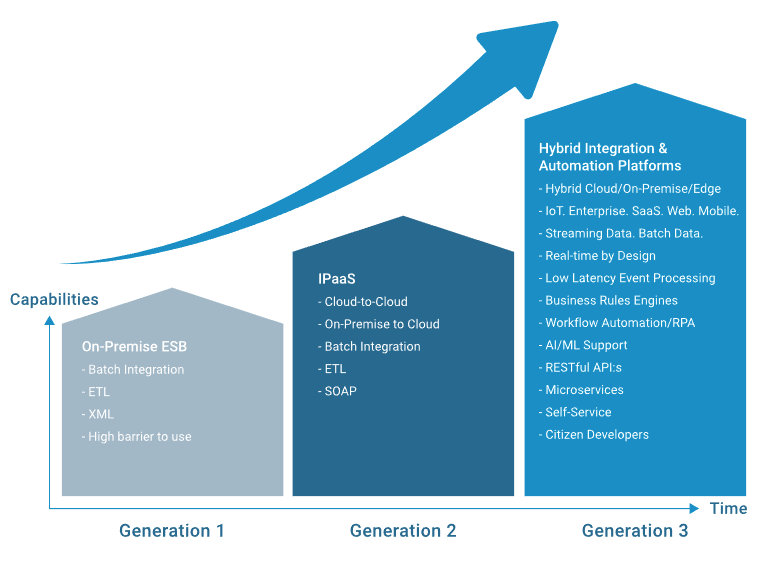 Capabilities
On-Premise ESB
- Batch Integration
- ETL
- XML
- High barrier to use
IPaaS
- Cloud-to-Cloud
- On-Premise to Cloud
- Batch Integration
- ETL
- SOAP
Hybrid Integration &
Automation Platforms
- Hybrid Cloud/On-Premise/Edge
- IoT. Enterprise. SaaS. Web. Mobile.
- Streaming Data. Batch Data.
- Real-time by Design
- Low Latency Event Processing
- Business Rules Engines
- Workflow Automation/RPA
- AI/ML Support
- RESTful API:s
- Microservices
- Self-Service
- Citizen Developers
Time
Generation 1
Generation 2
Generation 3